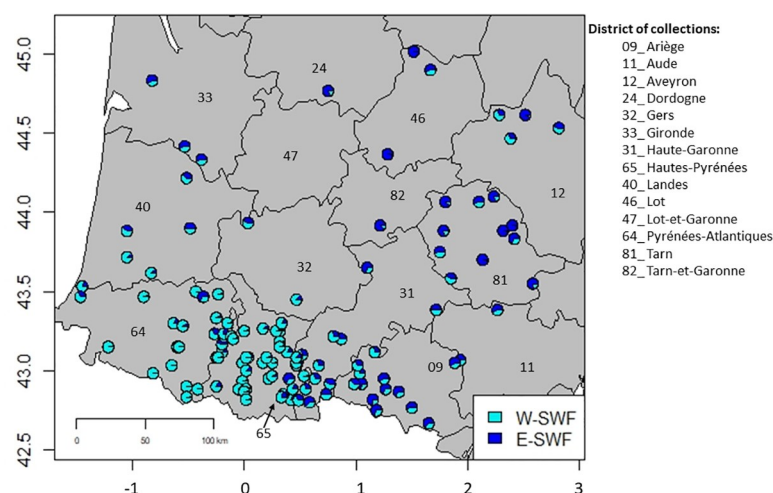 District of collections:
09_ Ariège
11_ Aude
12_ Aveyron
24_ Dordogne
32_ Gers
33_ Gironde
31_ Haute-Garonne
65_ Hautes-Pyrénées
40_ Landes
46_ Lot
47_ Lot-et-Garonne
64_ Pyrénées-Atlantiques
81_ Tarn
82_ Tarn-et-Garonne
45.0
44.5
44.0
43.5
43.0
42.5
24
33
46
47
82
12
40
32
31
81
64
09
11
65
0 50 100 km
W-SWF
E-SWF
-1 0 1 2 3